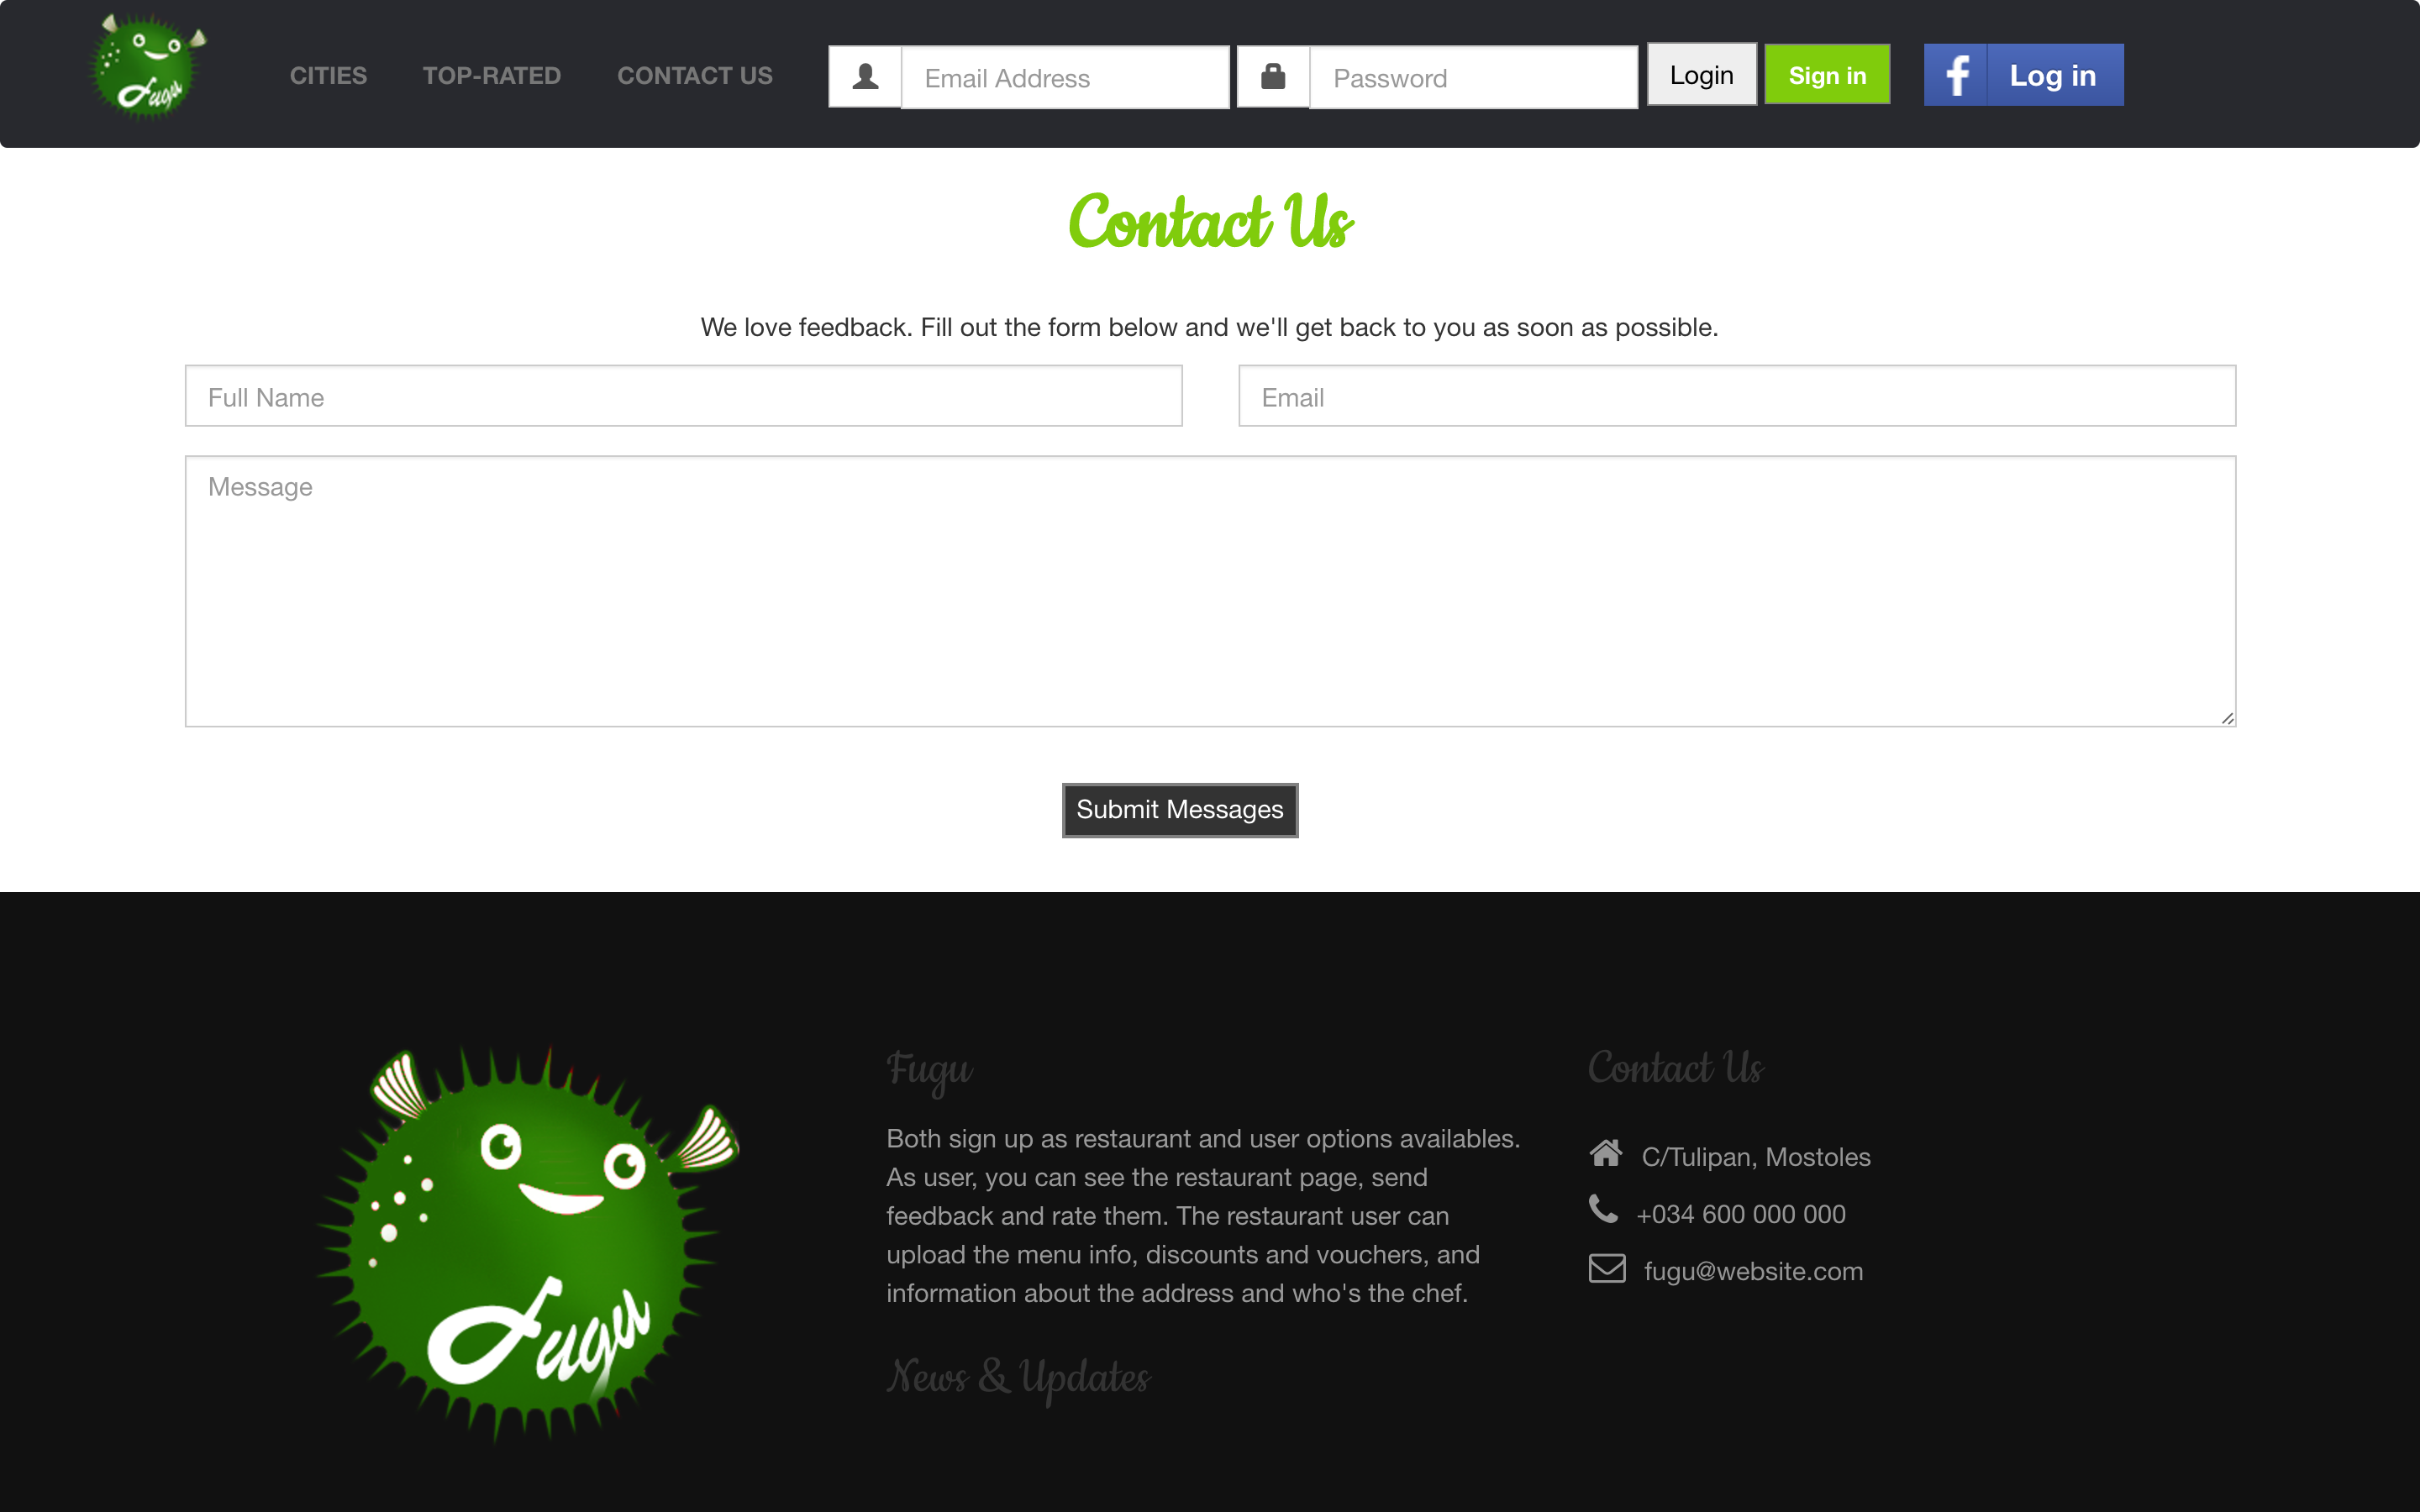 Fugu
CITIES TOP-RATED CONTACT US Email Address Password Login Sign in f Log in
Contact Us
We love feedback. Fill out the form below and we'll get back to you as soon as possible.
Full Name Email
Message
Submit Messages
Fugu
Fugu
Both sign up as restaurant and user options availables.
As user, you can see the restaurant page, send
feedback and rate them. The restaurant user can
upload the menu info, discounts and vouchers, and
information about the address and who's the chef.
News & Updates
Contact Us
C/Tulipan, Mostoles
+034 600 000 000
fugu@website.com